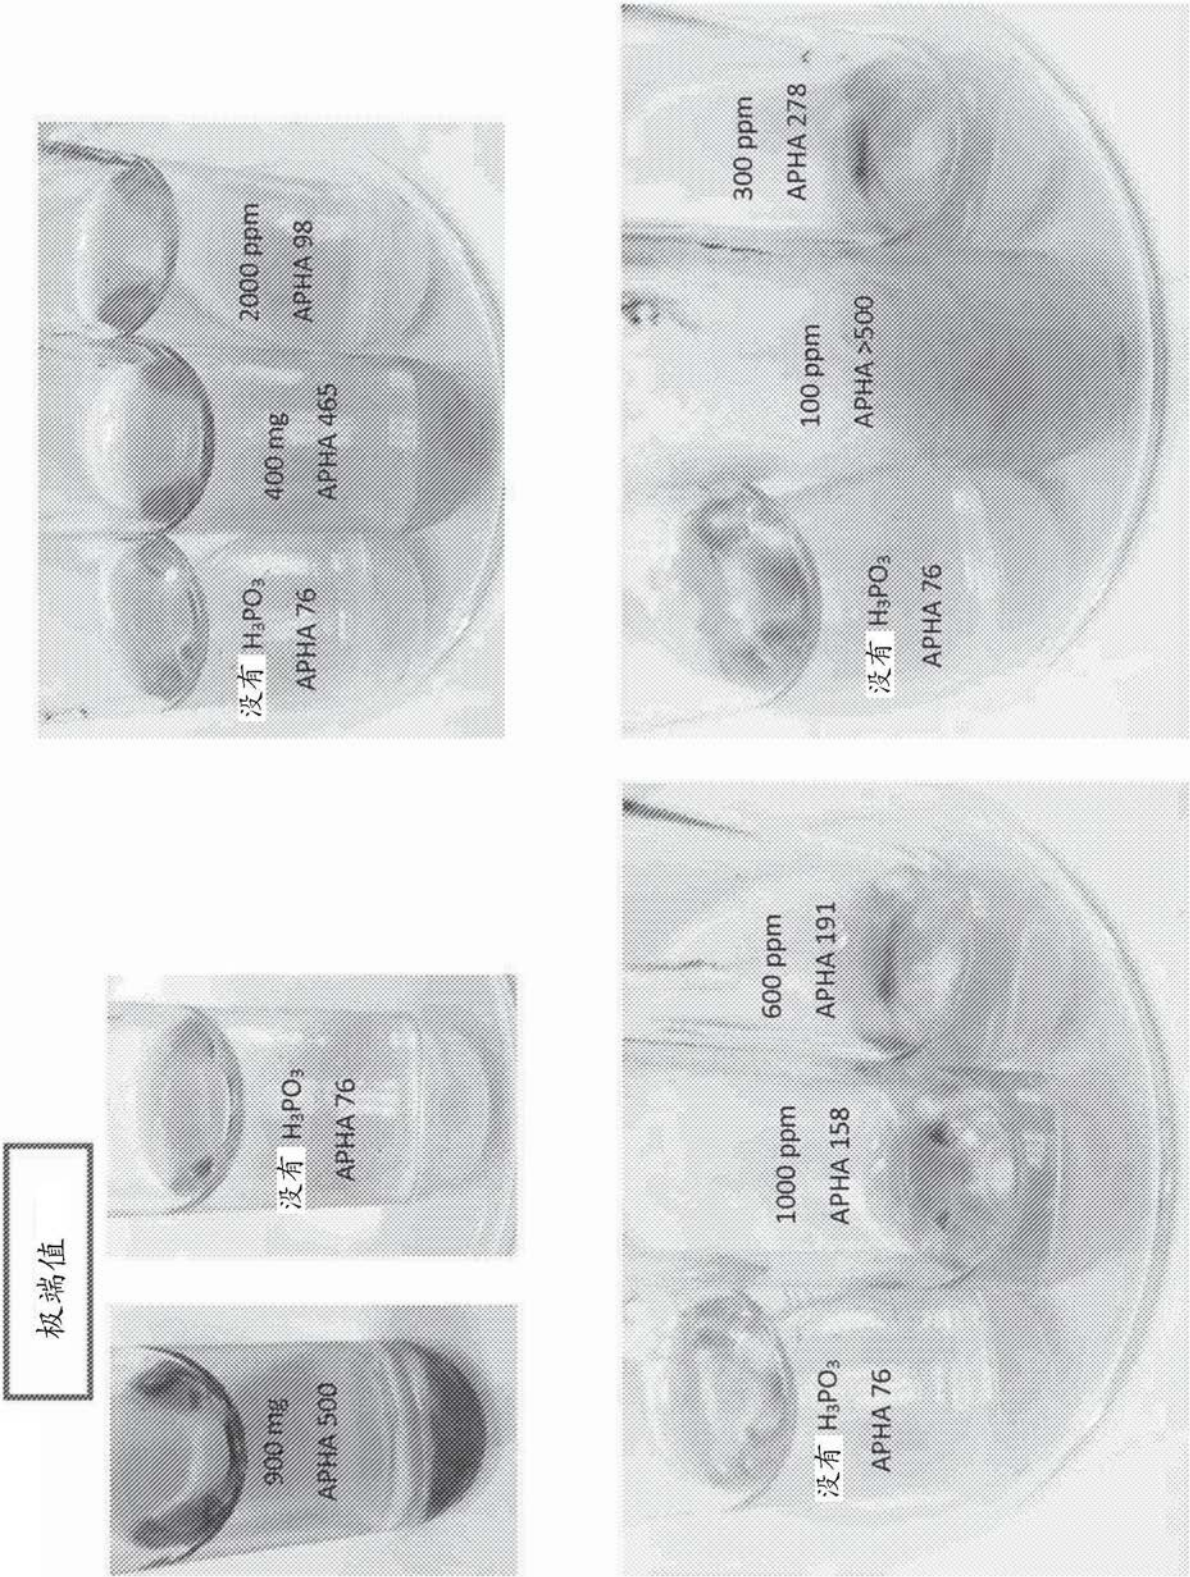 极端值
900 mg
APHA 500
没有 H₃PO₃
APHA 76
没有 H₃PO₃
APHA 76
400 mg
APHA 465
2000 ppm
APHA 98
没有 H₃PO₃
APHA 76
1000 ppm
APHA 158
600 ppm
APHA 191
没有 H₃PO₃
APHA 76
100 ppm
APHA >500
300 ppm
APHA 278